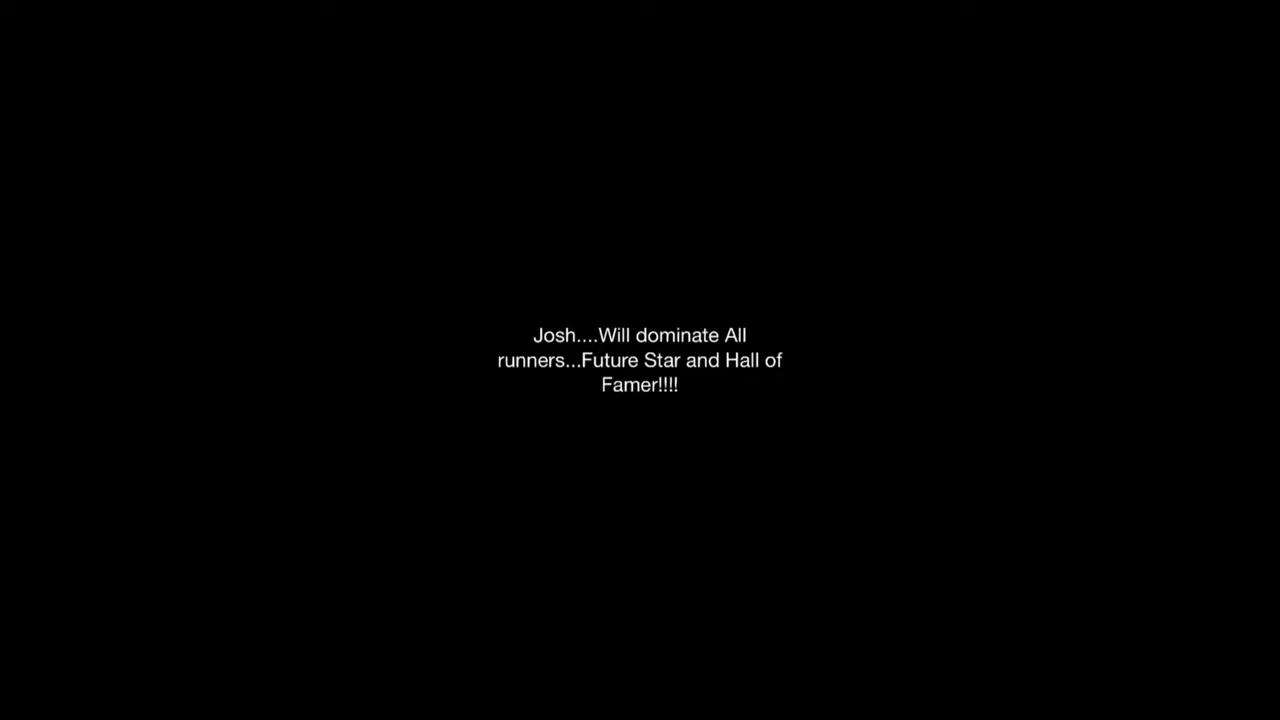 Josh....Will dominate All
runners...Future Star and Hall of
Famer!!!!